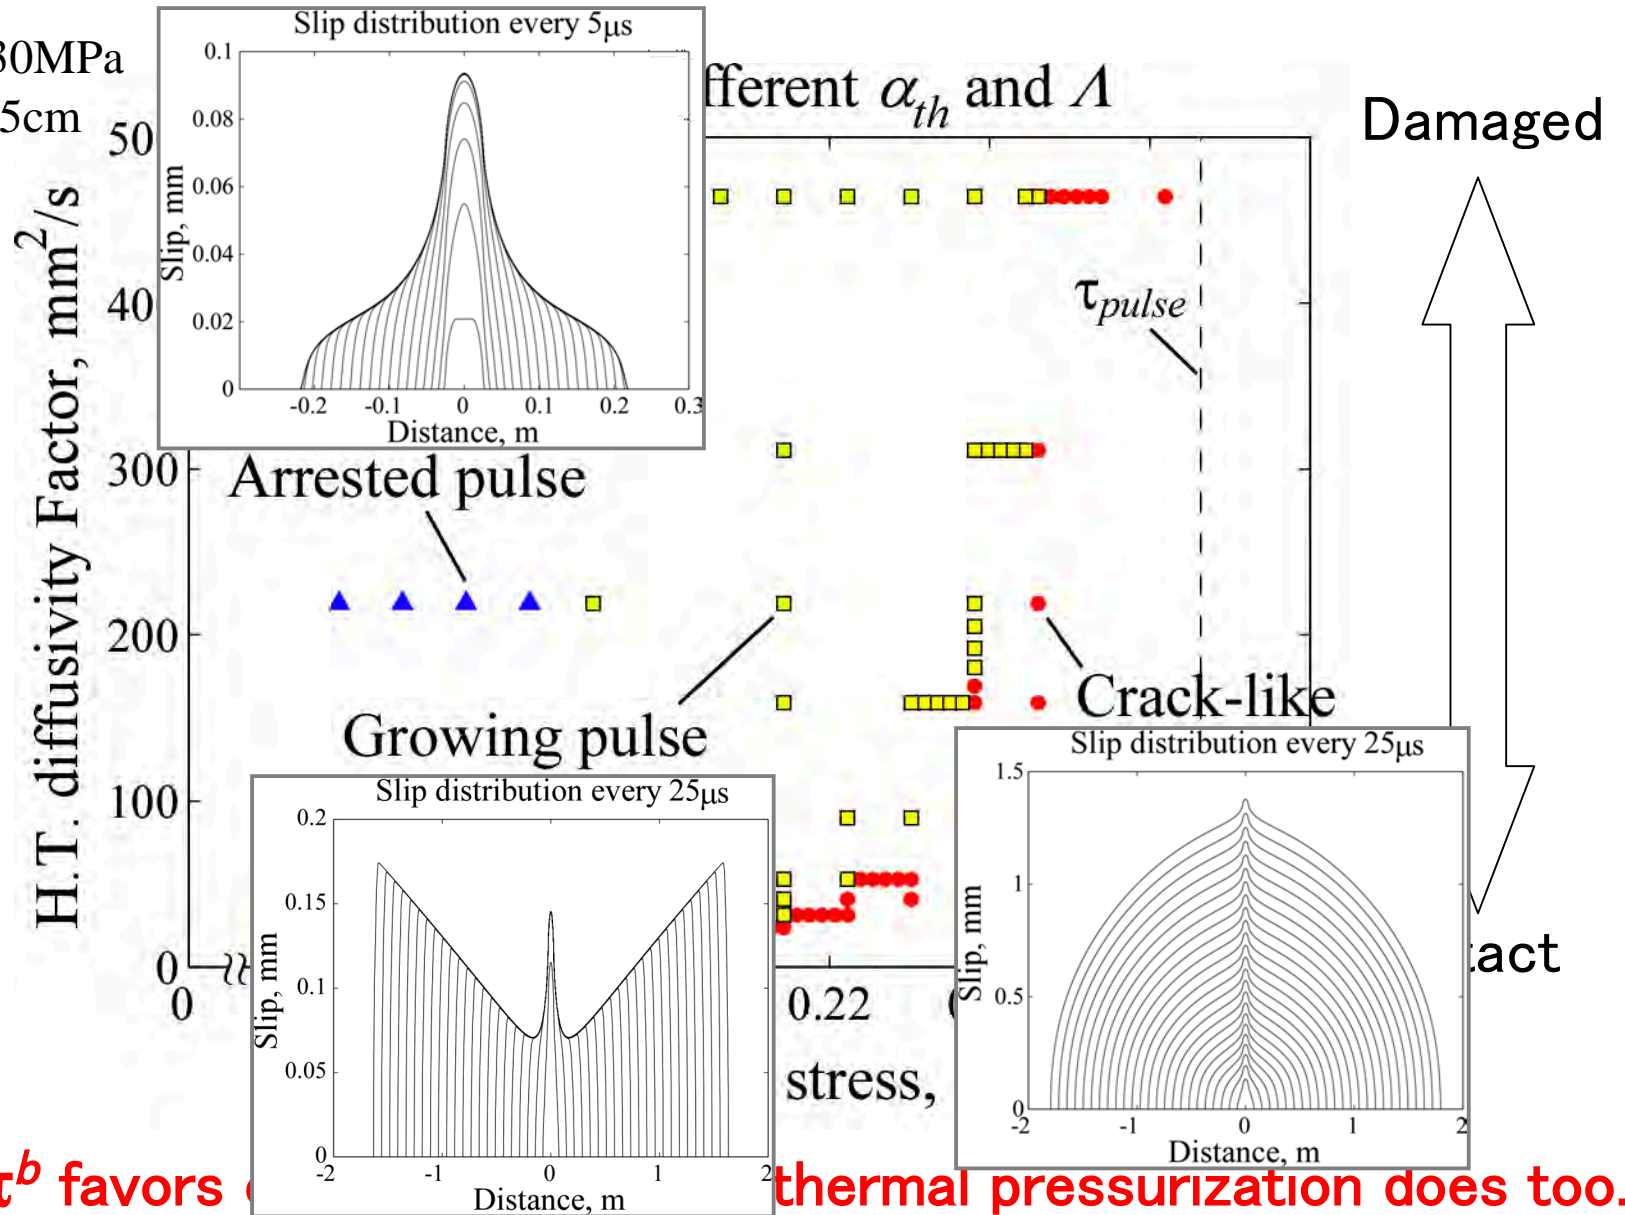 Slip distribution every 5μs
30MPa
5cm
fferent α_th and Λ
Damaged
0.1
0.08
0.06
0.04
0.02
0
Slip, mm
-0.2 -0.1 0 0.1 0.2 0.3
Distance, m
50
40
300
200
100
0
H.T. diffusivity Factor, mm²/s
τ_pulse
Arrested pulse
Growing pulse
Crack-like
Slip distribution every 25μs
0.2
0.15
0.1
0.05
0
Slip, mm
-2 -1 0 1 2
Distance, m
Slip distribution every 25μs
1.5
1
0.5
0
Slip, mm
-2 -1 0 1 2
Distance, m
tact
0 0.22
stress,
τᵇ favors
thermal pressurization does too.